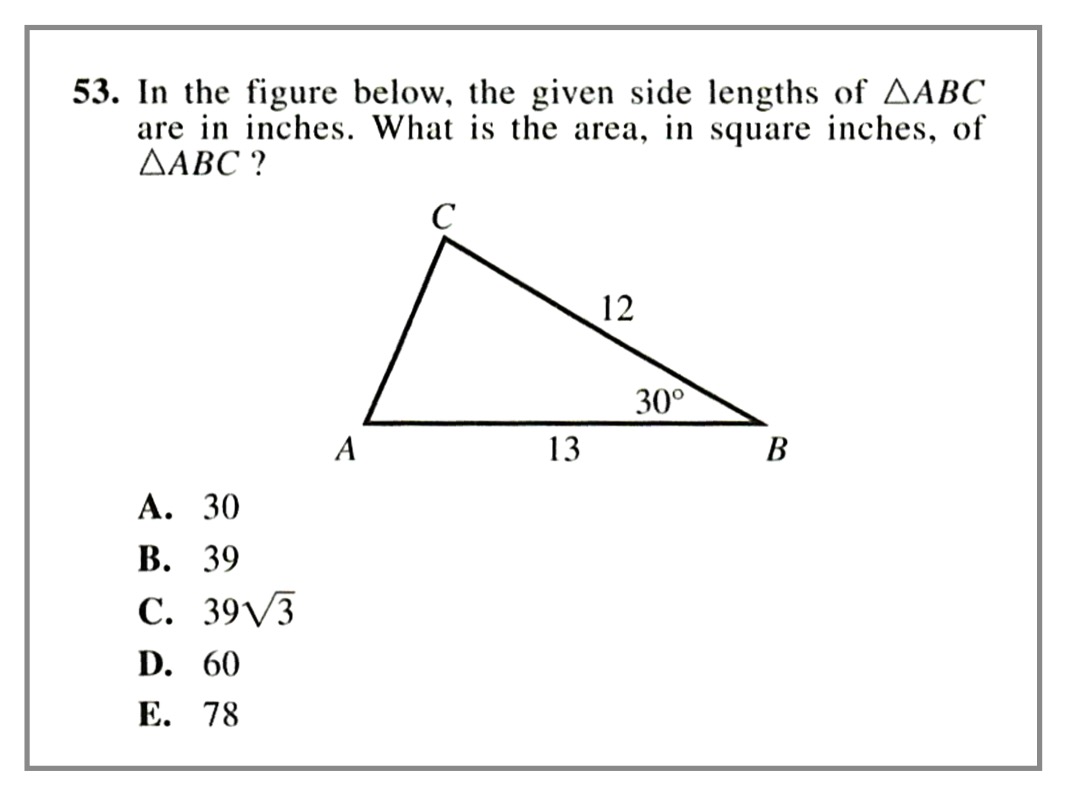 53. In the figure below, the given side lengths of △ABC
are in inches. What is the area, in square inches, of
△ABC ?
C
12
30°
A
13
B
A. 30
B. 39
C. 39√3
D. 60
E. 78